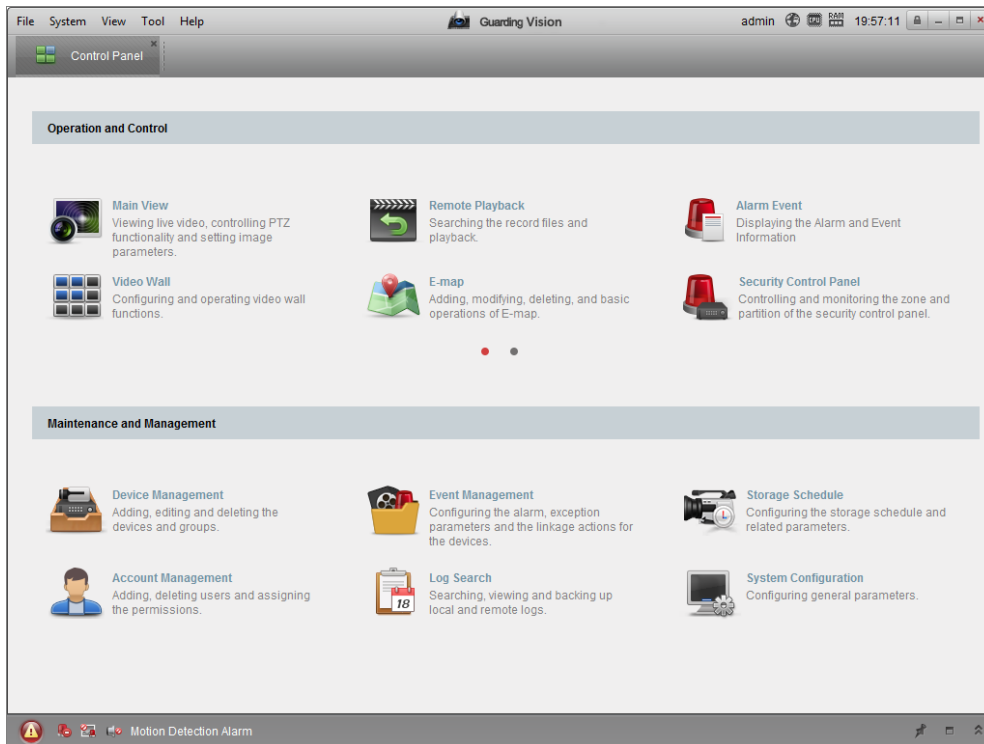 File System View Tool Help Guarding Vision admin CPU RAM 19:57:11
Control Panel
Operation and Control
Main View
Viewing live video, controlling PTZ
functionality and setting image
parameters.
Remote Playback
Searching the record files and
playback.
Alarm Event
Displaying the Alarm and Event
Information
Video Wall
Configuring and operating video wall
functions.
E-map
Adding, modifying, deleting, and basic
operations of E-map.
Security Control Panel
Controlling and monitoring the zone and
partition of the security control panel.
Maintenance and Management
Device Management
Adding, editing and deleting the
devices and groups.
Event Management
Configuring the alarm, exception
parameters and the linkage actions for
the devices.
Storage Schedule
Configuring the storage schedule and
related parameters.
Account Management
Adding, deleting users and assigning
the permissions.
18
Log Search
Searching, viewing and backing up
local and remote logs.
System Configuration
Configuring general parameters.
Motion Detection Alarm